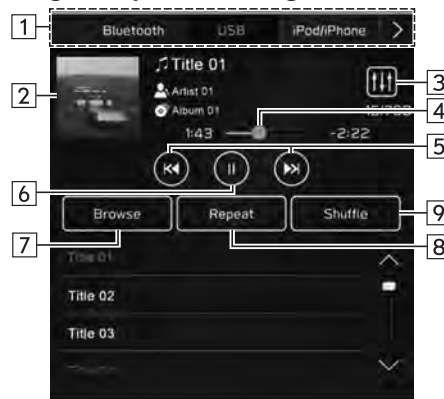 1 Bluetooth USB iPod/iPhone
2 Title 01 3
Artist 01 4
Album 01
1:43 -2:22 5
6
Browse Repeat Shuffle 9
7 8
Title 01
Title 02
Title 03